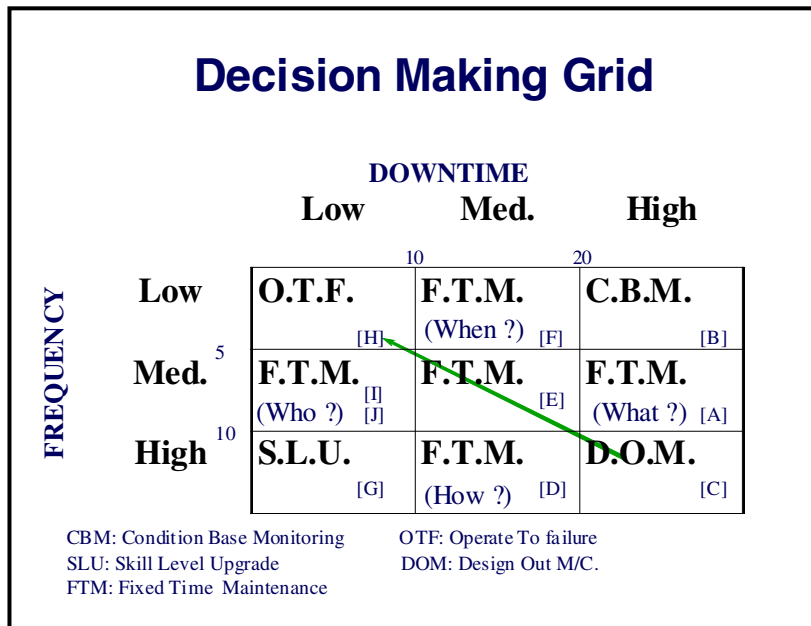 Decision Making Grid
DOWNTIME
Low Med. High
10 20
FREQUENCY
Low O.T.F. F.T.M. C.B.M.
(When ?)
[H] [F] [B]
5
Med. F.T.M. F.T.M. F.T.M.
[I] [E]
(Who ?) [J] (What ?) [A]
10
High S.L.U. F.T.M. D.O.M.
[G] (How ?) [D] [C]
CBM: Condition Base Monitoring OTF: Operate To failure
SLU: Skill Level Upgrade DOM: Design Out M/C.
FTM: Fixed Time Maintenance